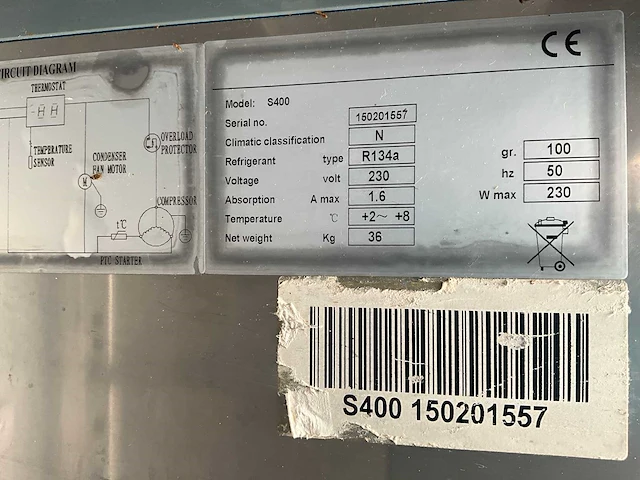 CIRCUIT DIAGRAM
THERMOSTAT
TEMPERATURE
SENSOR
CONDENSER
FAN MOTOR
M
OVERLOAD
PROTECTOR
COMPRESSOR
t℃
PTC STARTER
CE
Model: S400
Serial no. 150201557
Climatic classification N
Refrigerant type R134a gr. 100
Voltage volt 230 hz 50
Absorption A max 1.6 W max 230
Temperature ℃ +2~ +8
Net weight Kg 36
S400 150201557